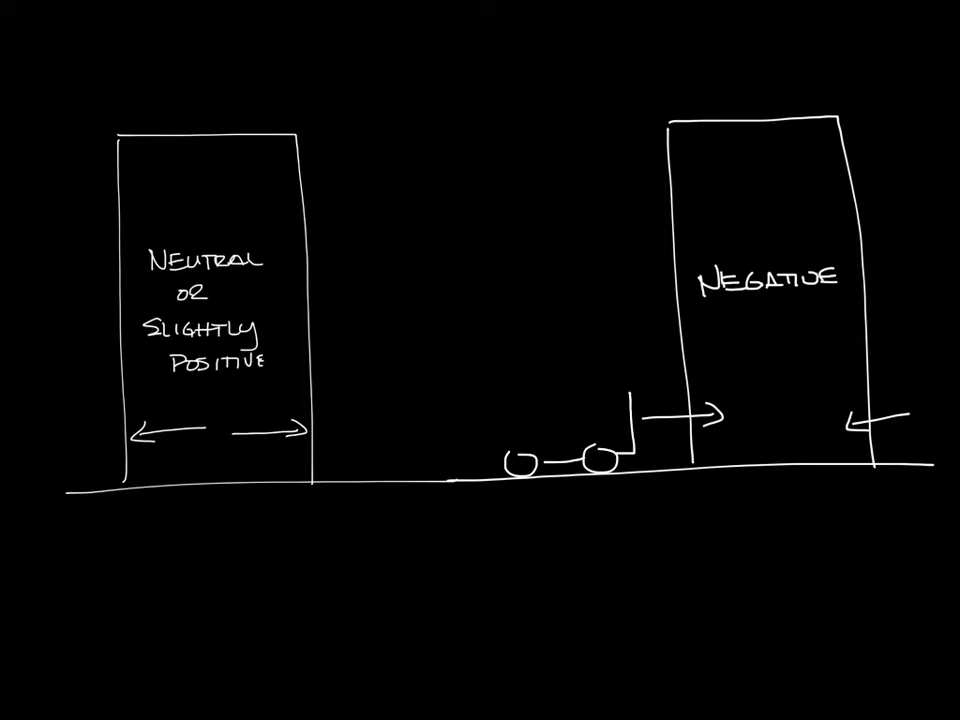 NEUTRAL
OR
SLIGHTLY
POSITIVE
NEGATIVE